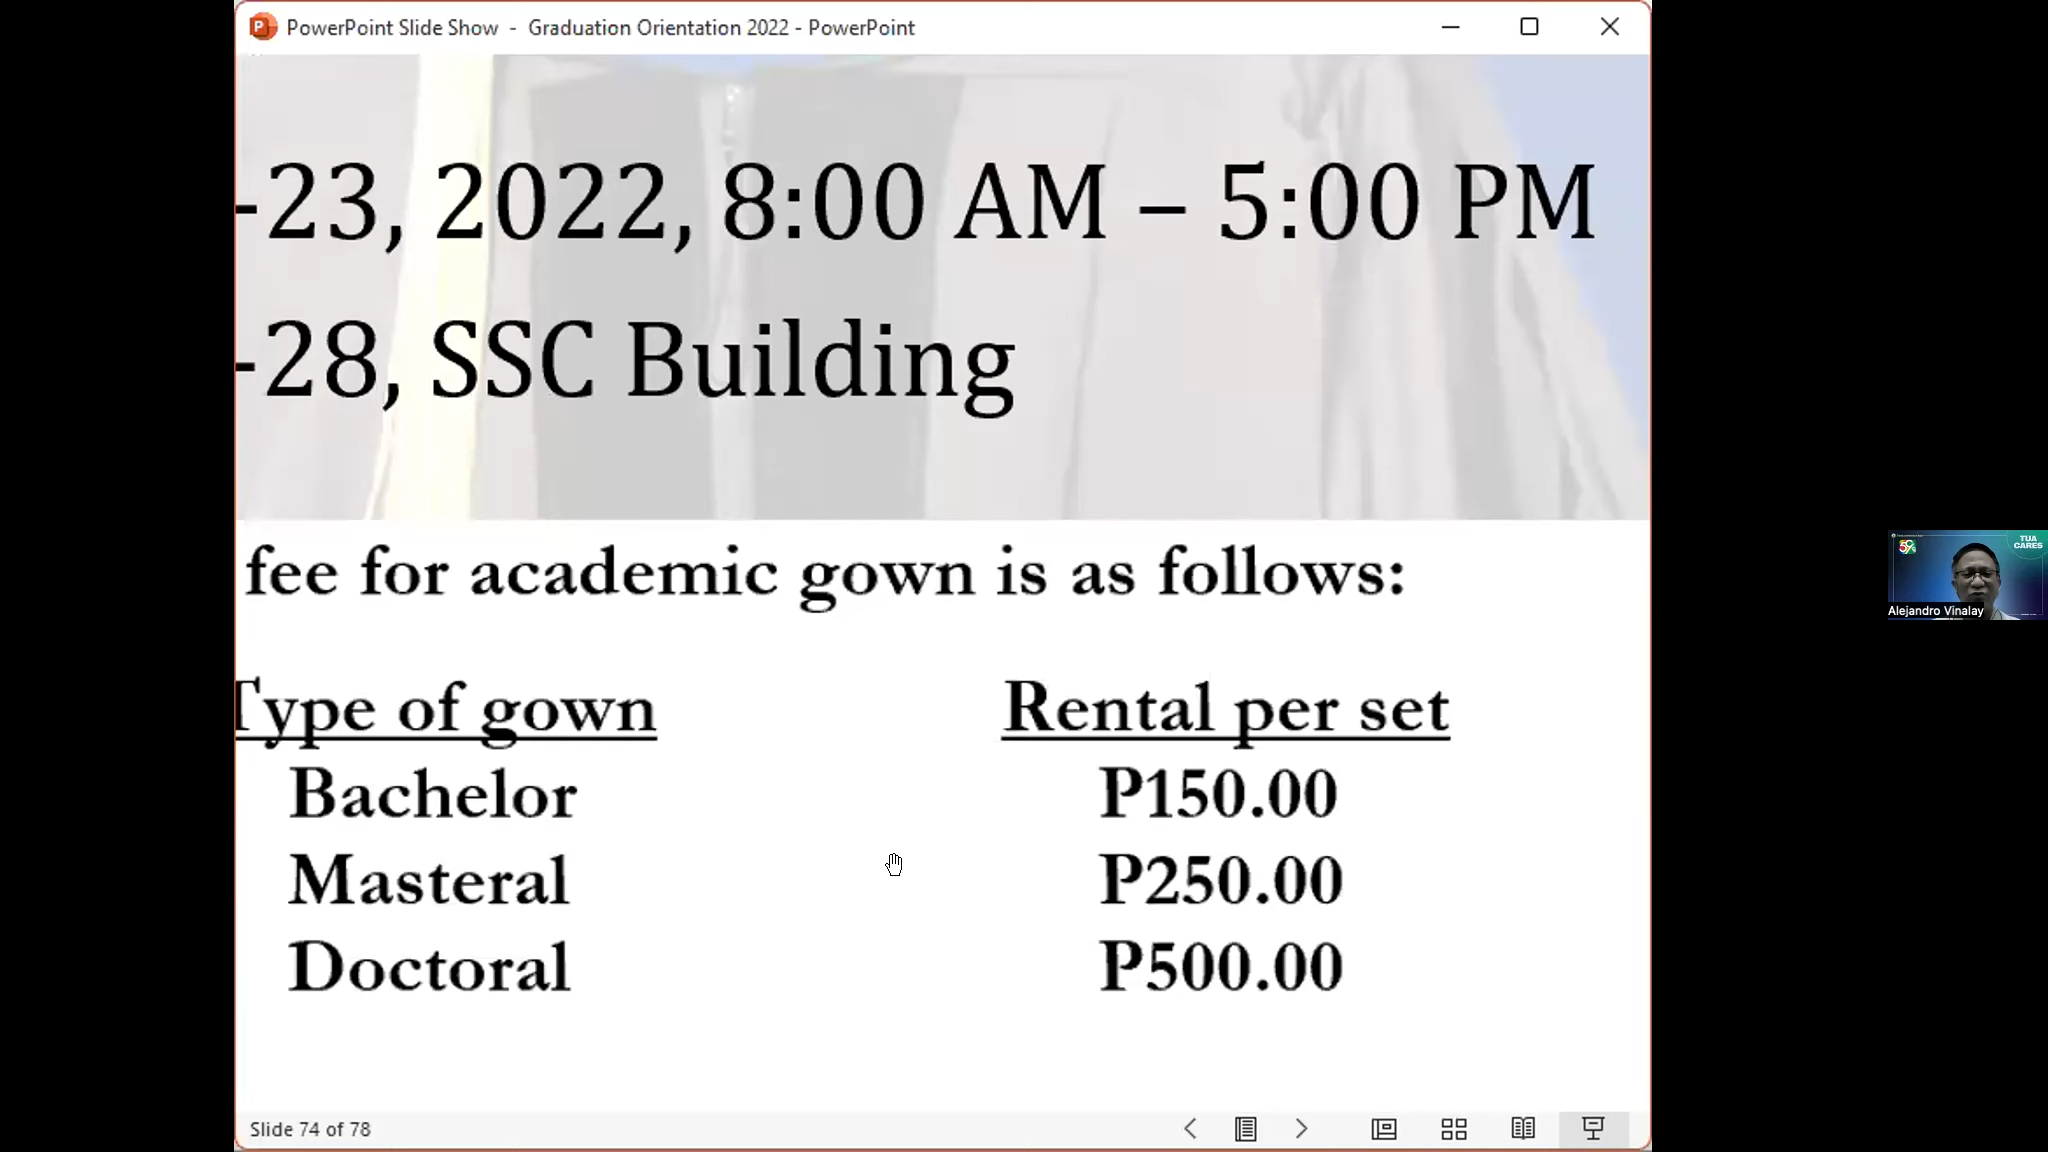 PowerPoint Slide Show - Graduation Orientation 2022 - PowerPoint
-23, 2022, 8:00 AM – 5:00 PM
-28, SSC Building
fee for academic gown is as follows:
Type of gown Rental per set
Bachelor P150.00
Masteral P250.00
Doctoral P500.00
TUA
CARES
Alejandro Vinalay
Slide 74 of 78